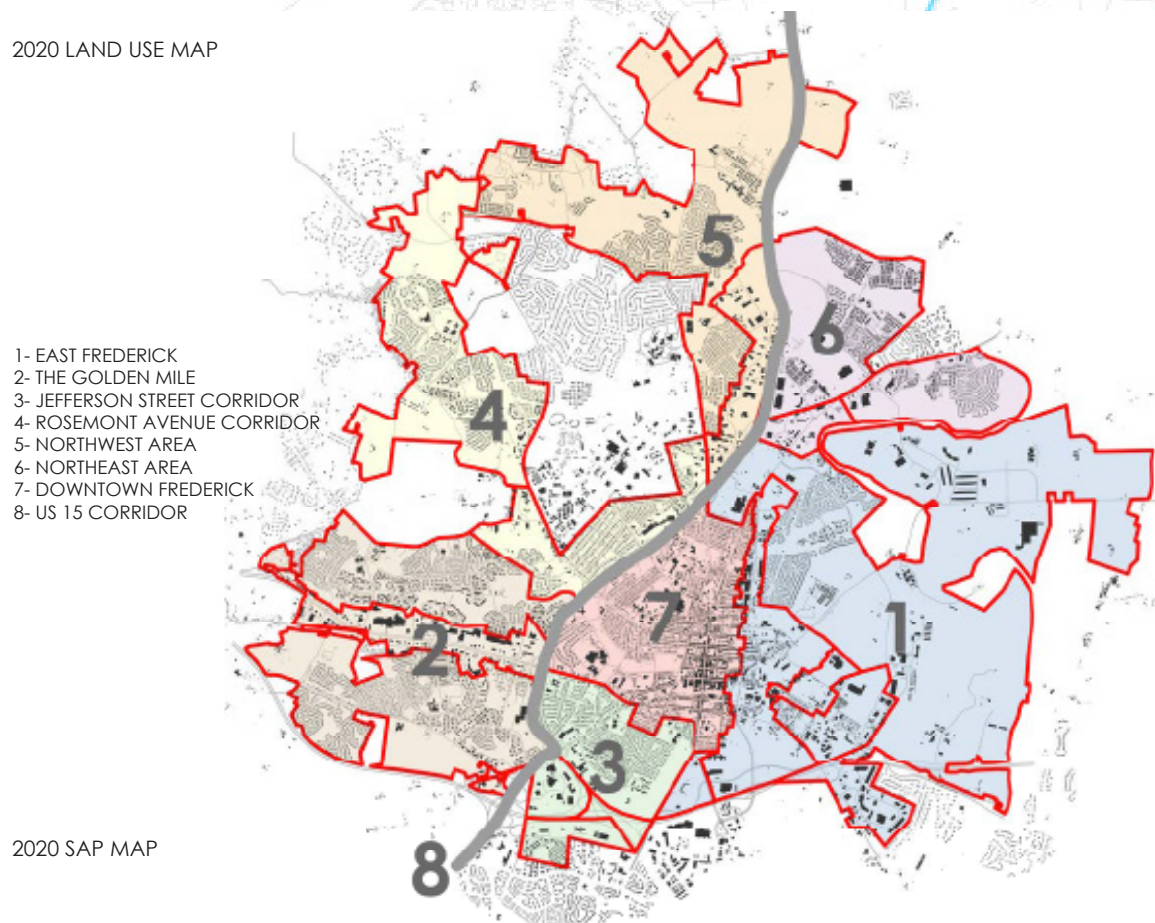 2020 LAND USE MAP
1- EAST FREDERICK
2- THE GOLDEN MILE
3- JEFFERSON STREET CORRIDOR
4- ROSEMONT AVENUE CORRIDOR
5- NORTHWEST AREA
6- NORTHEAST AREA
7- DOWNTOWN FREDERICK
8- US 15 CORRIDOR
5
6
4
7
1
2
3
8
2020 SAP MAP